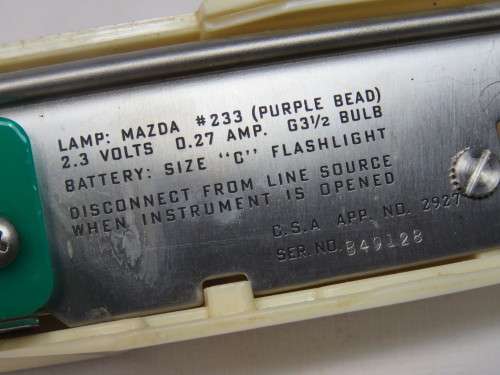 LAMP: MAZDA #233 (PURPLE BEAD)
2.3 VOLTS 0.27 AMP. G3½ BULB
BATTERY: SIZE "C" FLASHLIGHT
DISCONNECT FROM LINE SOURCE
WHEN INSTRUMENT IS OPENED
C.S.A APP. NO. 2927
SER. NO. B49128